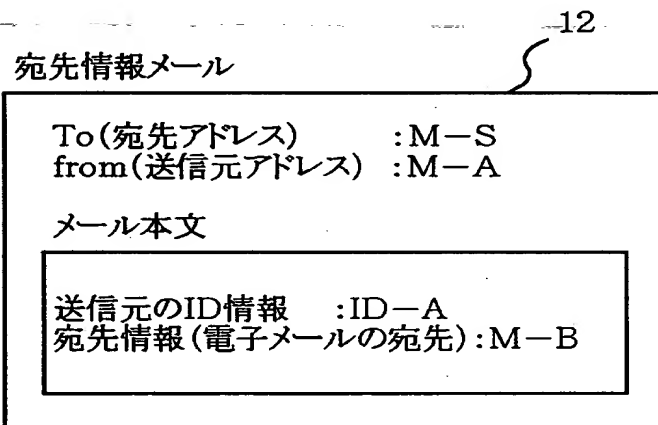 12
宛先情報メール
To(宛先アドレス) :M－S
from(送信元アドレス) :M－A
メール本文
送信元のID情報 :ID－A
宛先情報(電子メールの宛先):M－B